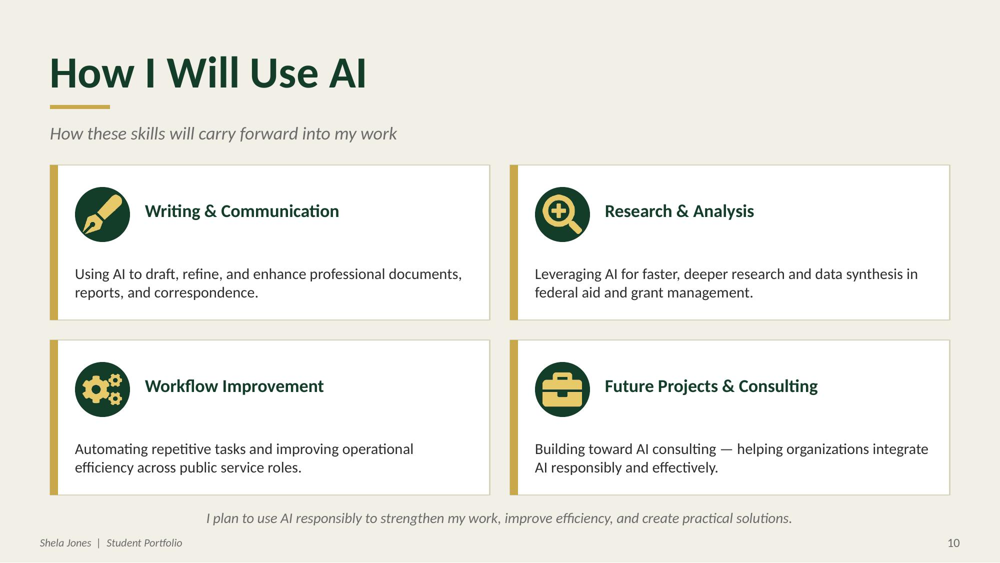 How I Will Use AI
How these skills will carry forward into my work
Writing & Communication
Using AI to draft, refine, and enhance professional documents,
reports, and correspondence.
Research & Analysis
Leveraging AI for faster, deeper research and data synthesis in
federal aid and grant management.
Workflow Improvement
Automating repetitive tasks and improving operational
efficiency across public service roles.
Future Projects & Consulting
Building toward AI consulting — helping organizations integrate
AI responsibly and effectively.
I plan to use AI responsibly to strengthen my work, improve efficiency, and create practical solutions.
Shela Jones | Student Portfolio
10